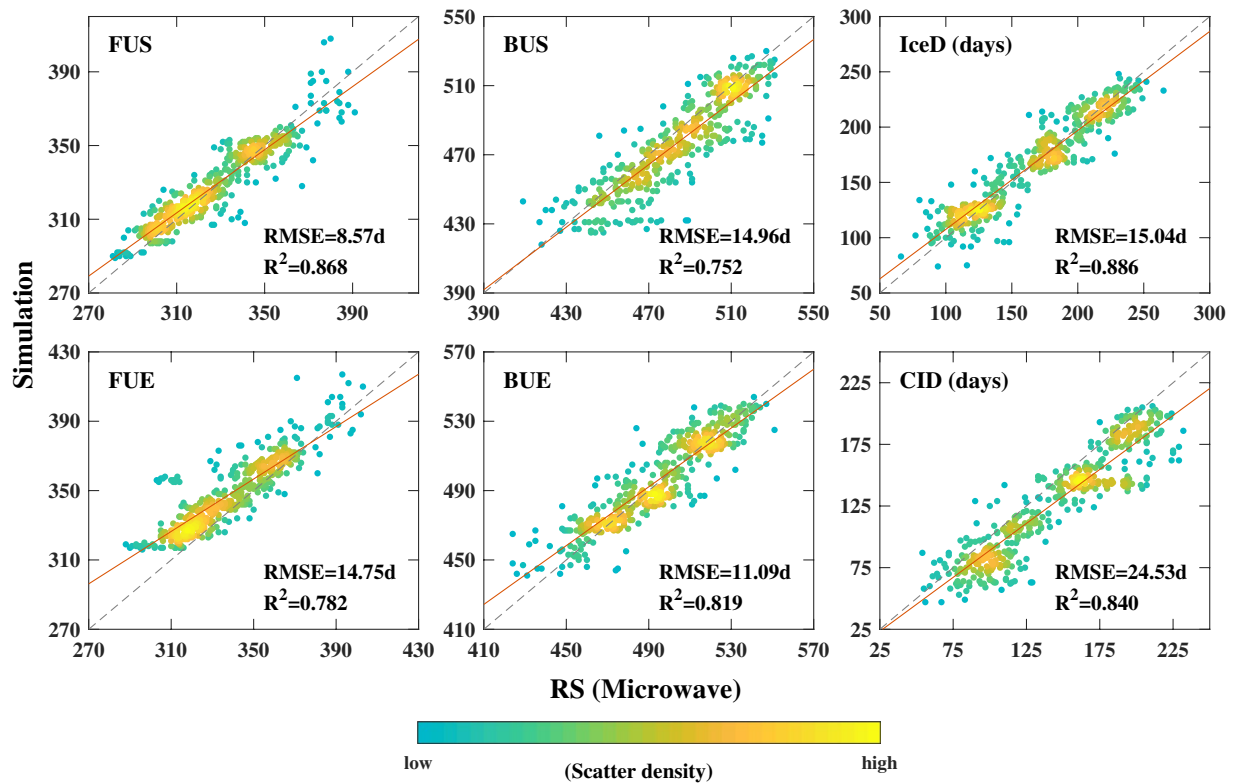 Simulation
FUS
390
350
310
270
270 310 350 390
RMSE=8.57d
R²=0.868
BUS
550
510
470
430
390
390 430 470 510 550
RMSE=14.96d
R²=0.752
IceD (days)
300
250
200
150
100
50
50 100 150 200 250 300
RMSE=15.04d
R²=0.886
FUE
430
390
350
310
270
270 310 350 390 430
RMSE=14.75d
R²=0.782
BUE
570
530
490
450
410
410 450 490 530 570
RMSE=11.09d
R²=0.819
CID (days)
225
175
125
75
25
25 75 125 175 225
RMSE=24.53d
R²=0.840
RS (Microwave)
low high
(Scatter density)